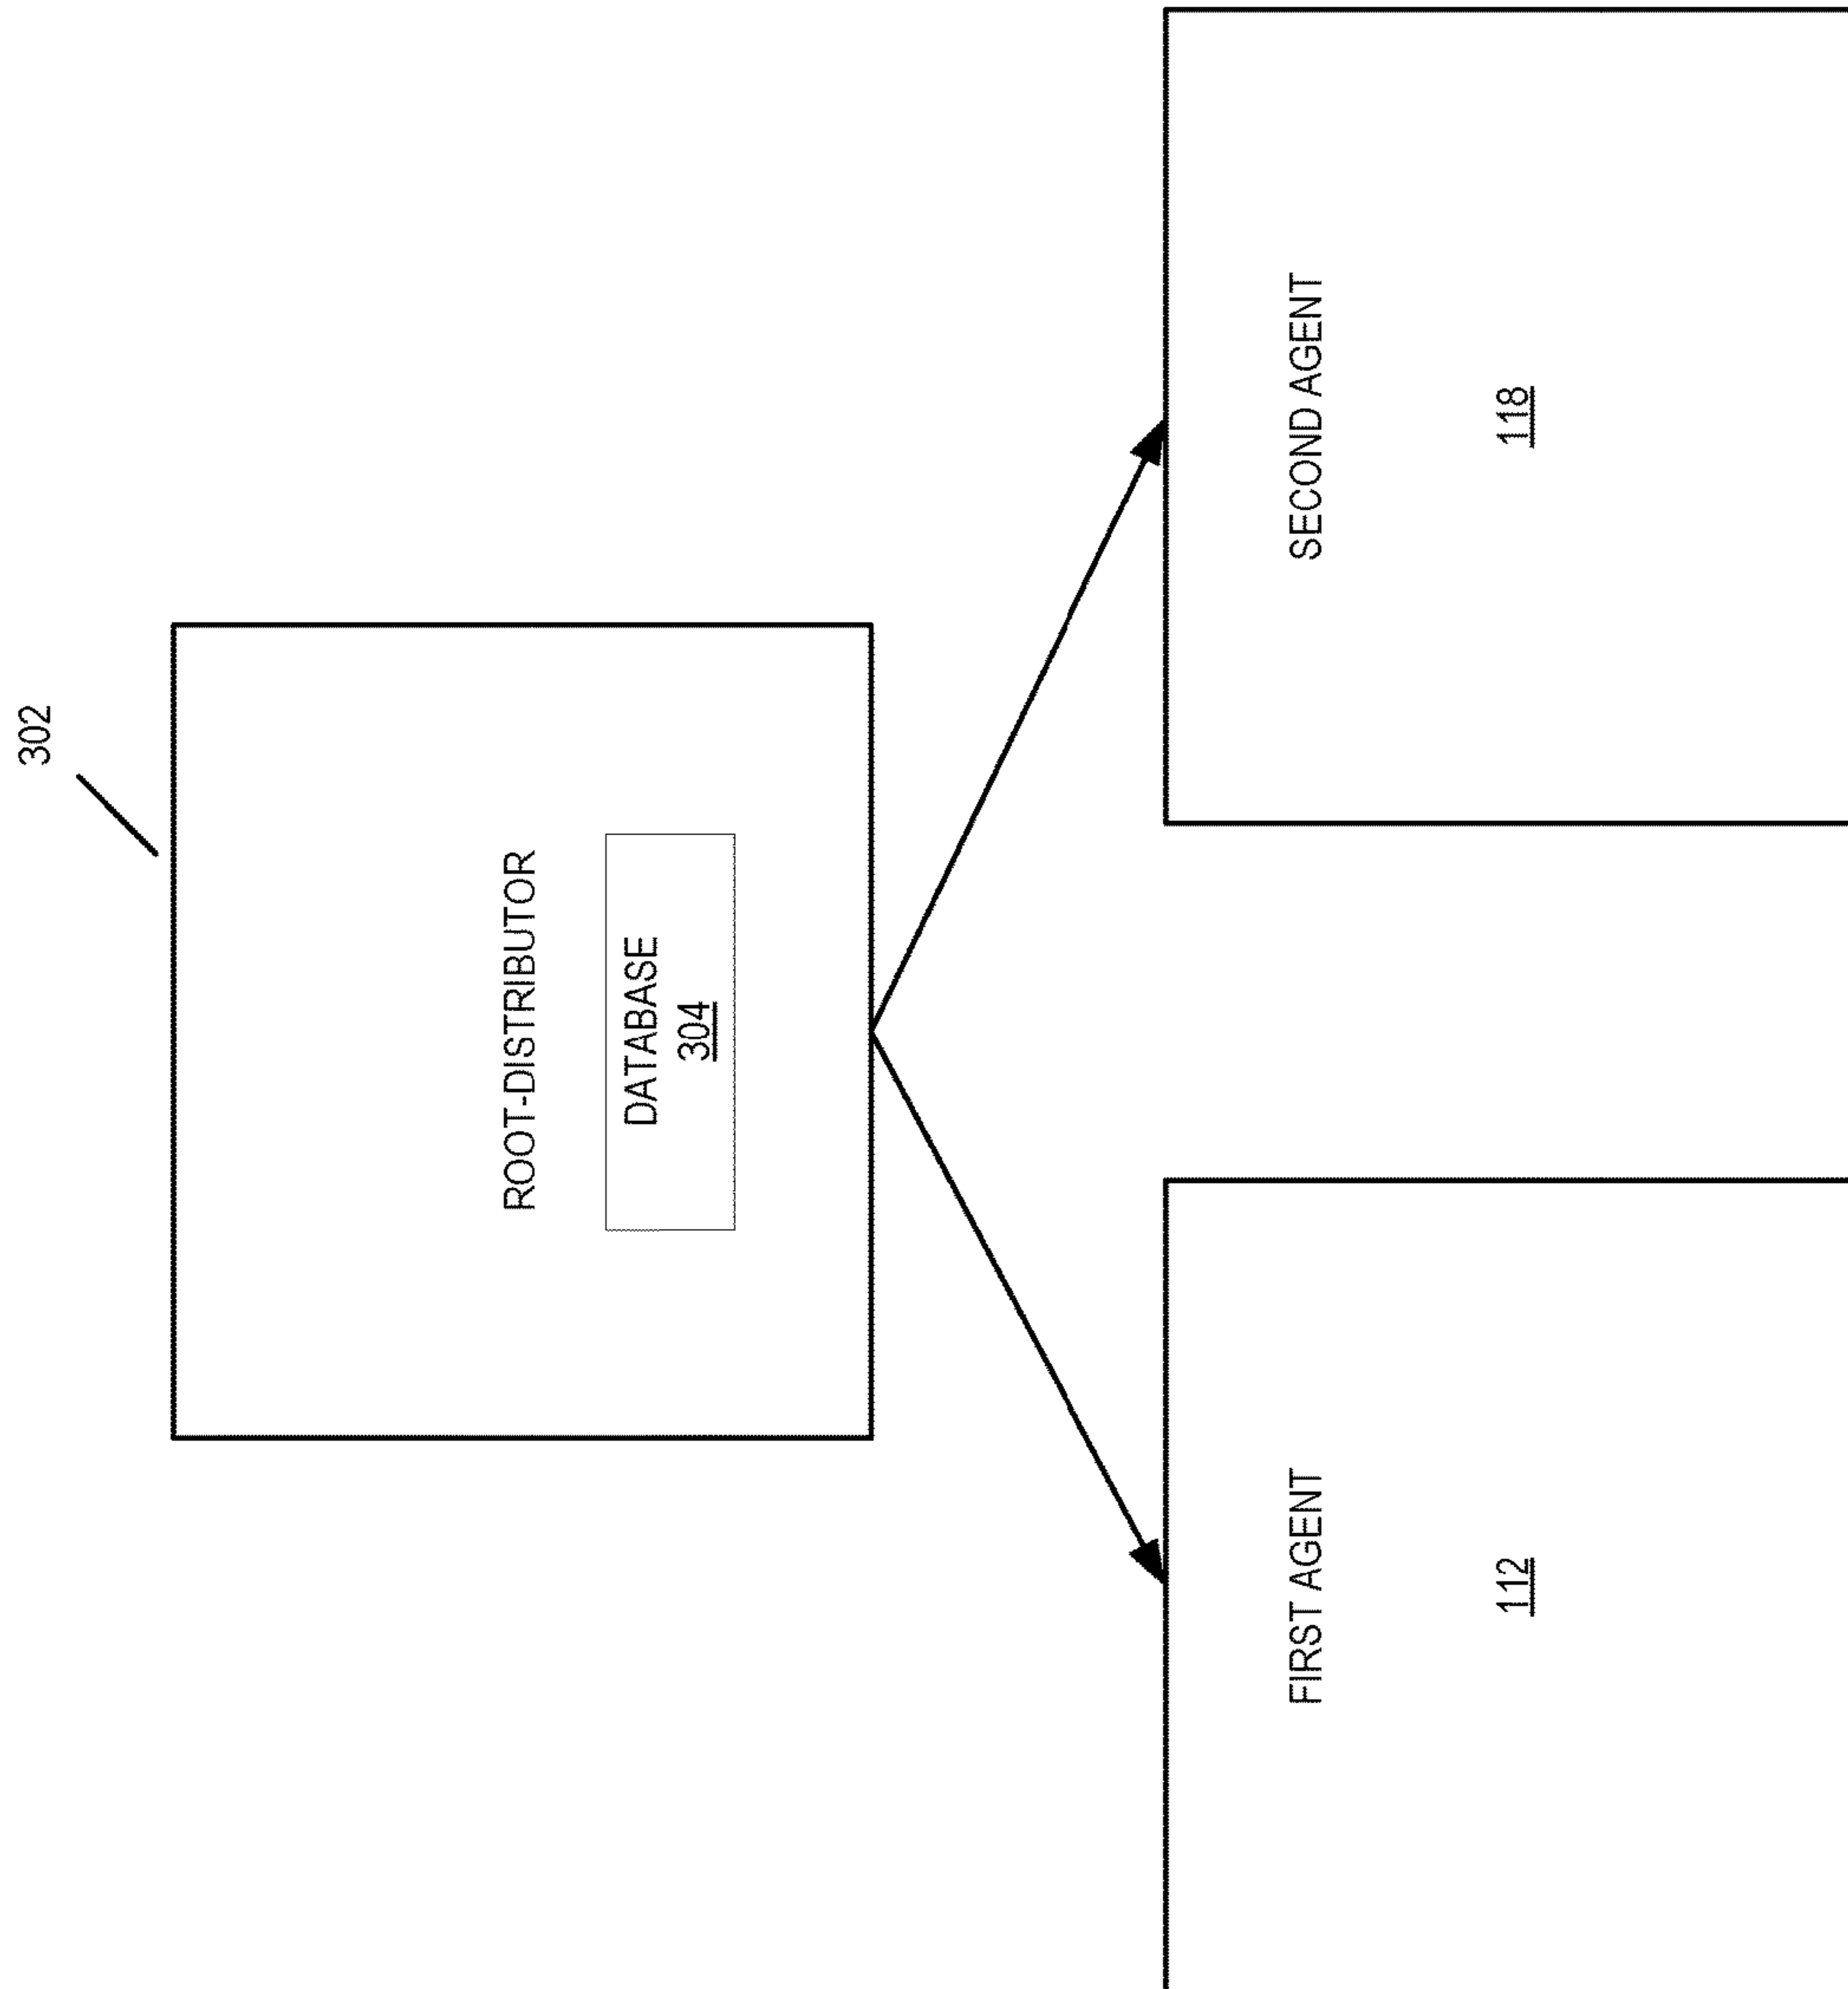 302
ROOT-DISTRIBUTOR
DATABASE
304
FIRST AGENT
112
SECOND AGENT
118